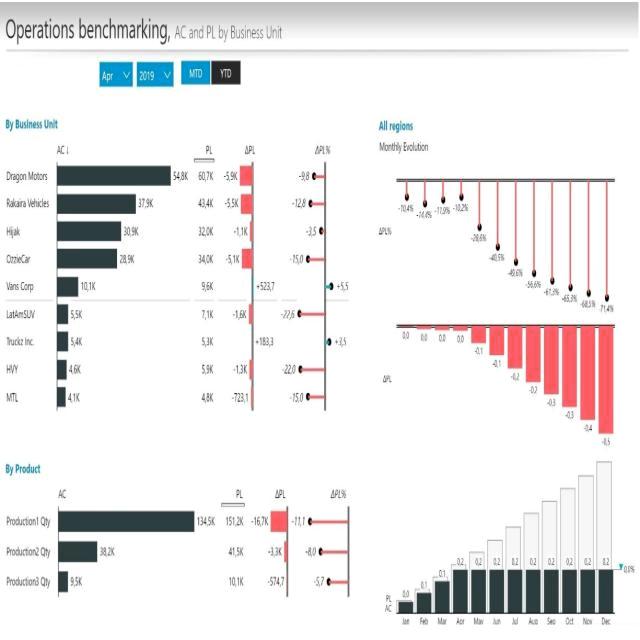 Operations benchmarking, AC and PL by Business Unit
Apr 2019 MTD YTD
By Business Unit
AC ↓ PL ΔPL ΔPL%
Dragon Motors 54,8K 60,7K -5,9K -9,8
Rakaira Vehicles 37,9K 43,4K -5,5K -12,8
Hijak 30,9K 32,0K -1,1K -3,5
OzzieCar 28,9K 34,0K -5,1K -15,0
Vans Corp 10,1K 9,6K +523,7 +5,5
LatAmSUV 5,5K 7,1K -1,6K -22,6
Truckz Inc. 5,4K 5,3K +183,3 +3,5
HVY 4,6K 5,9K -1,3K -22,0
MTL 4,1K 4,8K -723,1 -15,0
By Product
AC PL ΔPL ΔPL%
Production1 Qty 134,5K 151,2K -16,7K -11,1
Production2 Qty 38,2K 41,5K -3,3K -8,0
Production3 Qty 9,5K 10,1K -574,7 -5,7
All regions
Monthly Evolution
ΔPL%
-10,4% -14,4% -11,9% -10,2% -28,6% -40,5% -49,6% -56,6% -61,3% -65,3% -68,5% -71,4%
ΔPL
0,0 0,0 0,0 0,0 -0,1 -0,1 -0,2 -0,2 -0,3 -0,3 -0,4 -0,5
0,0 0,1 0,1 0,2 0,2 0,2 0,2 0,2 0,2 0,2 0,2 0,2
0,0%
PL
AC
Jan Feb Mar Apr May Jun Jul Aug Sep Oct Nov Dec